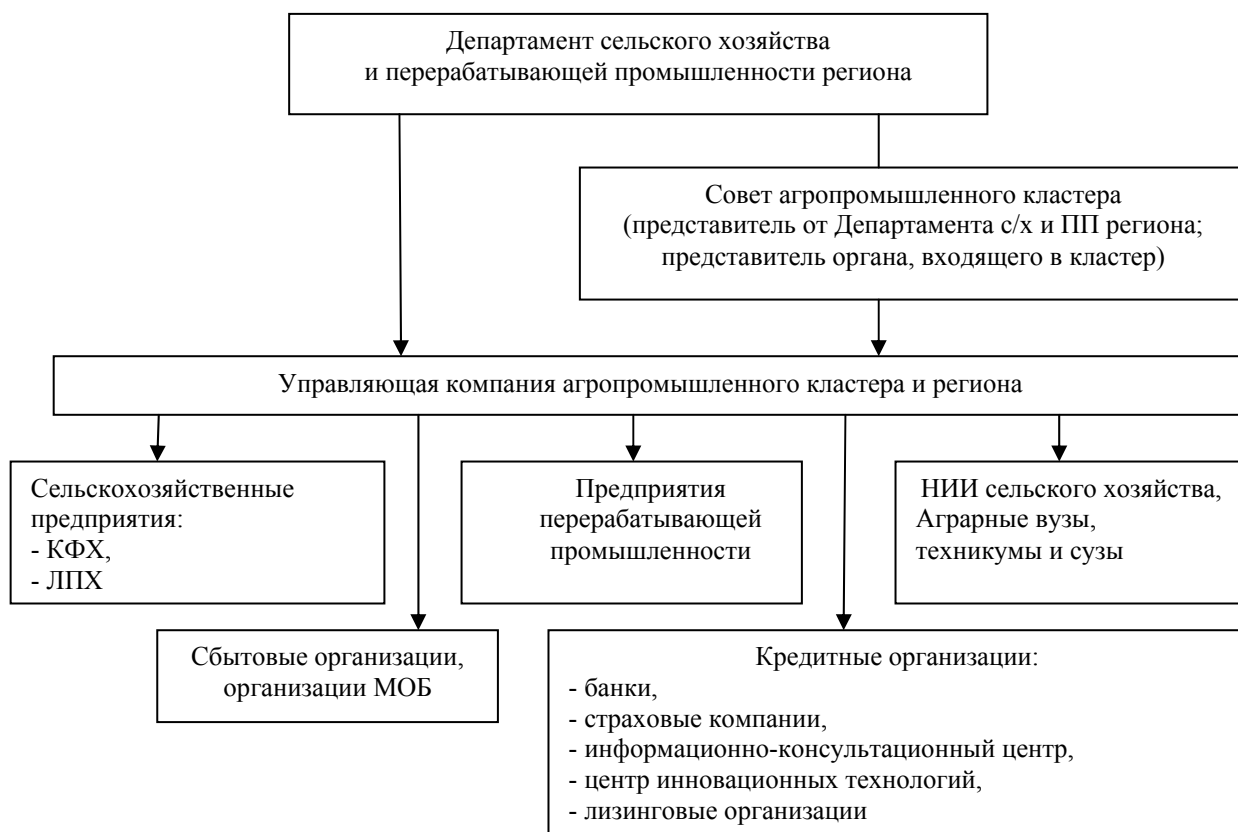 Департамент сельского хозяйства
и перерабатывающей промышленности региона
Совет агропромышленного кластера
(представитель от Департамента с/х и ПП региона;
представитель органа, входящего в кластер)
Управляющая компания агропромышленного кластера и региона
Сельскохозяйственные
предприятия:
- КФХ,
- ЛПХ
Предприятия
перерабатывающей
промышленности
НИИ сельского хозяйства,
Аграрные вузы,
техникумы и сузы
Сбытовые организации,
организации МОБ
Кредитные организации:
- банки,
- страховые компании,
- информационно-консультационный центр,
- центр инновационных технологий,
- лизинговые организации